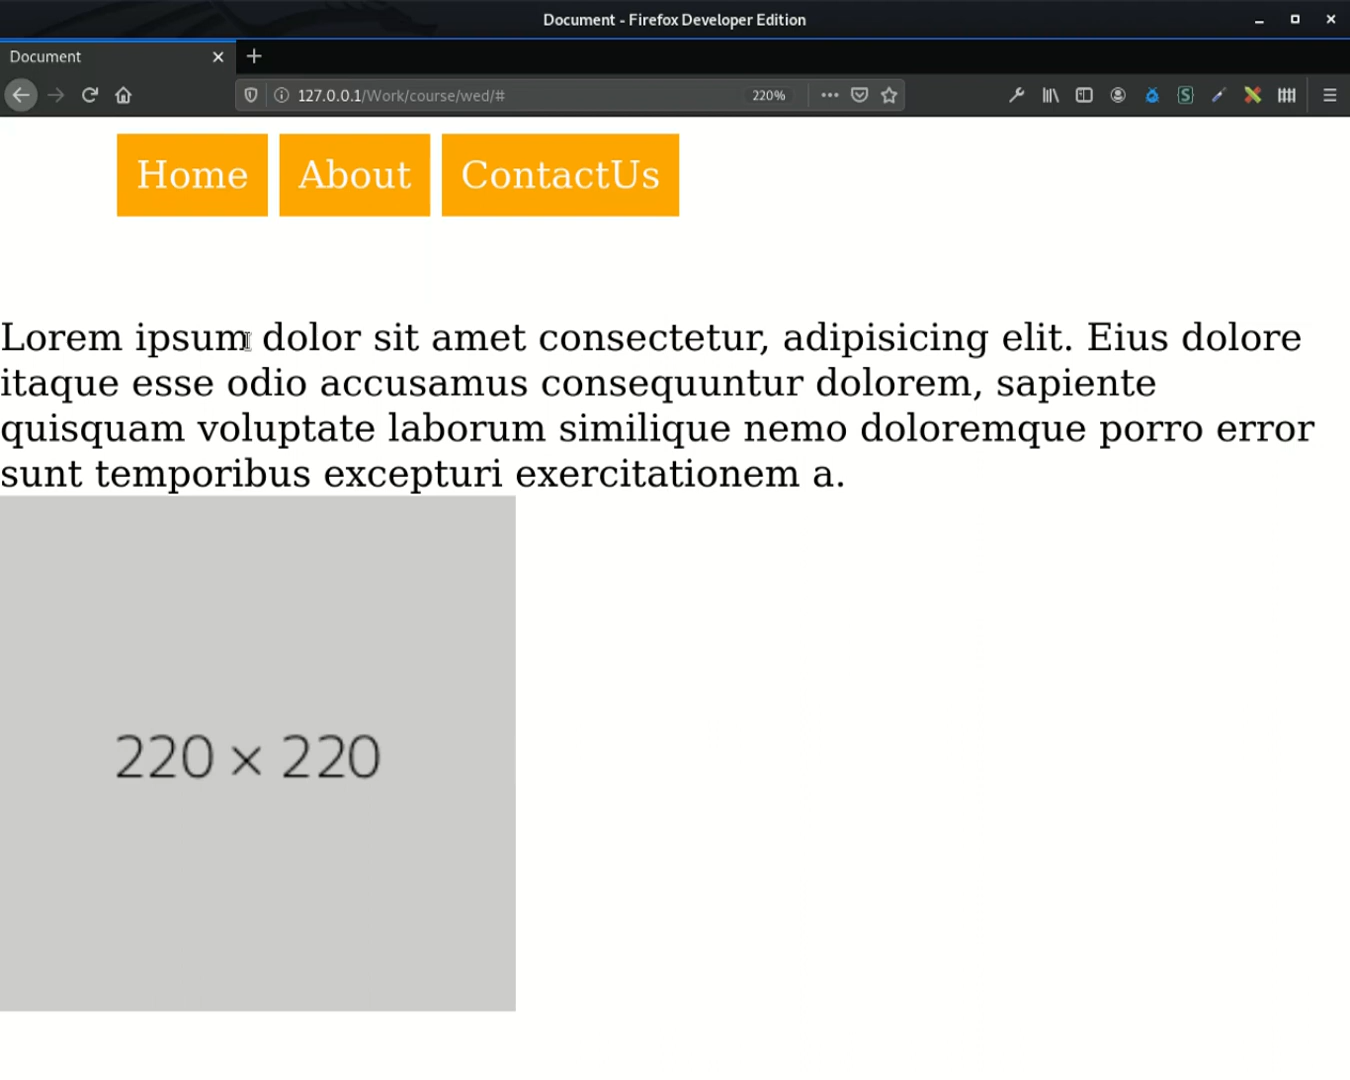 Document - Firefox Developer Edition
Document
127.0.0.1/Work/course/wed/#
220%
S
Home
About
ContactUs
Lorem ipsum dolor sit amet consectetur, adipisicing elit. Eius dolore
itaque esse odio accusamus consequuntur dolorem, sapiente
quisquam voluptate laborum similique nemo doloremque porro error
sunt temporibus excepturi exercitationem a.
220 × 220